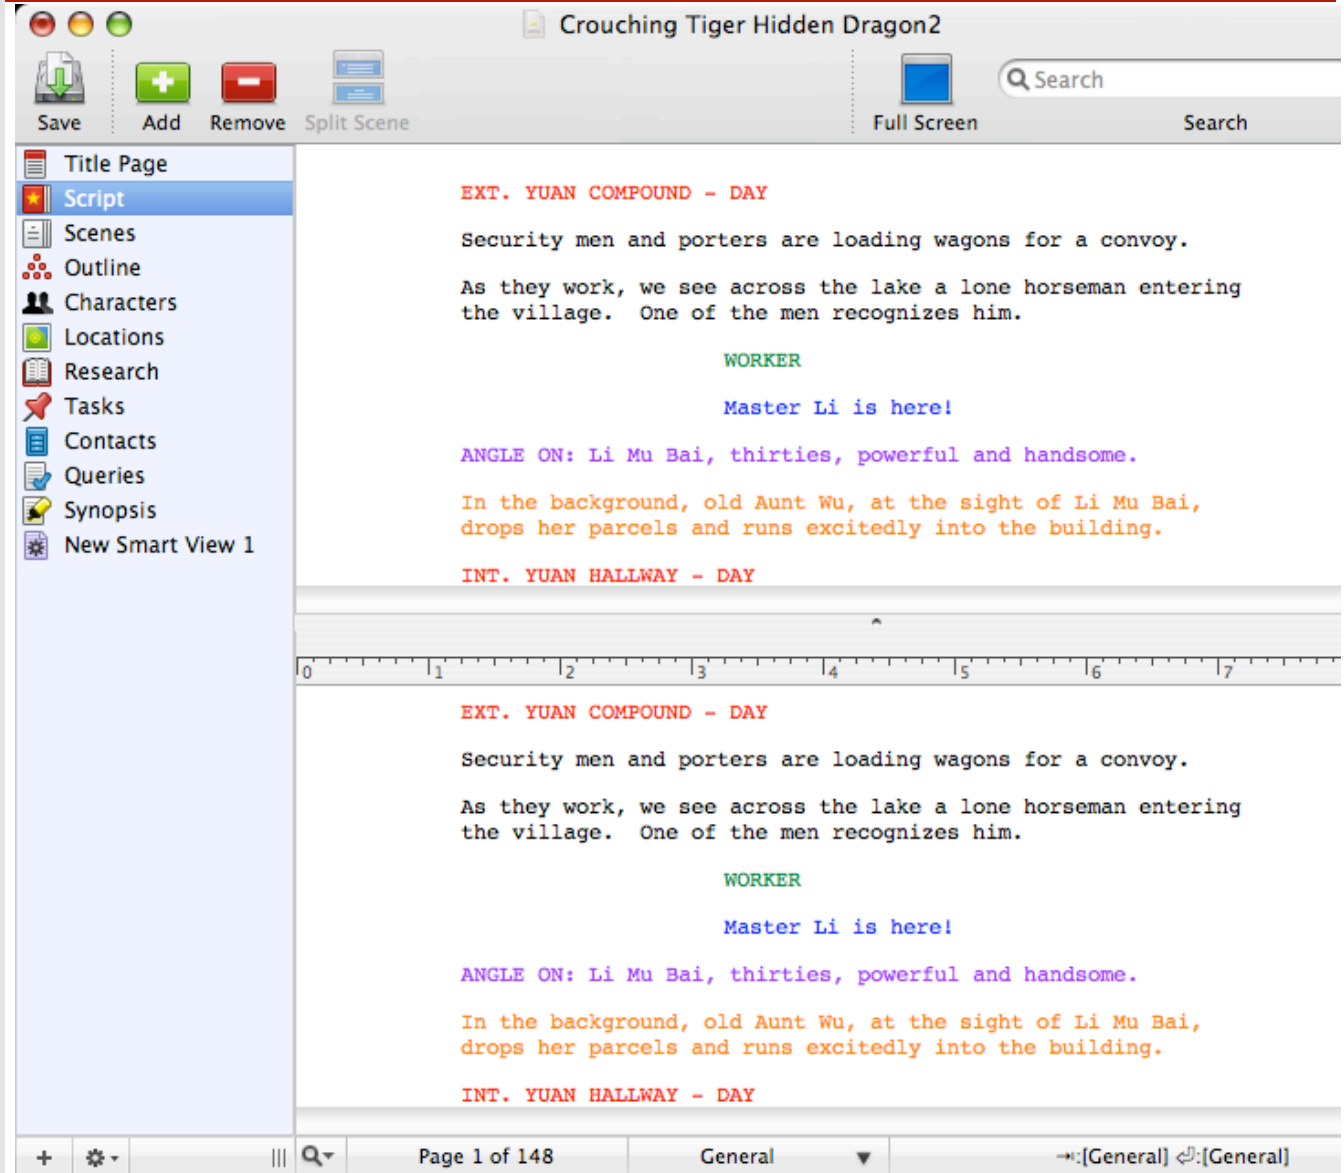 Crouching Tiger Hidden Dragon2
Search
Save Add Remove Split Scene Full Screen Search
Title Page
Script
Scenes
Outline
Characters
Locations
Research
Tasks
Contacts
Queries
Synopsis
New Smart View 1
EXT. YUAN COMPOUND - DAY
Security men and porters are loading wagons for a convoy.
As they work, we see across the lake a lone horseman entering
the village.  One of the men recognizes him.
WORKER
Master Li is here!
ANGLE ON: Li Mu Bai, thirties, powerful and handsome.
In the background, old Aunt Wu, at the sight of Li Mu Bai,
drops her parcels and runs excitedly into the building.
INT. YUAN HALLWAY - DAY
0 1 2 3 4 5 6 7
EXT. YUAN COMPOUND - DAY
Security men and porters are loading wagons for a convoy.
As they work, we see across the lake a lone horseman entering
the village.  One of the men recognizes him.
WORKER
Master Li is here!
ANGLE ON: Li Mu Bai, thirties, powerful and handsome.
In the background, old Aunt Wu, at the sight of Li Mu Bai,
drops her parcels and runs excitedly into the building.
INT. YUAN HALLWAY - DAY
Page 1 of 148 General ⇥:[General] ⏎:[General]